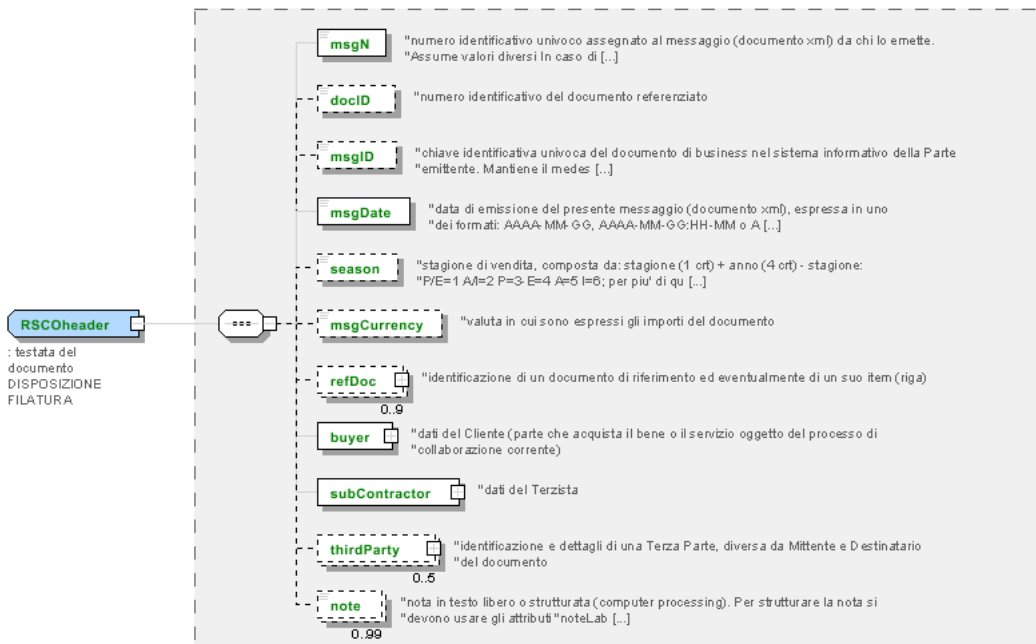 msgN
"numero identificativo univoco assegnato al messaggio (documento xml) da chi lo emette.
"Assume valori diversi In caso di [...]
docID
"numero identificativo del documento referenziato
msgID
"chiave identificativa univoca del documento di business nel sistema informativo della Parte
"emittente. Mantiene il medes [...]
msgDate
"data di emissione del presente messaggio (documento xml), espressa in uno
"dei formati: AAAA-MM-GG, AAAA-MM-GG:HH-MM o A [...]
season
"stagione di vendita, composta da: stagione (1 crt) + anno (4 crt) - stagione:
"P/E=1 A/I=2 P=3- E=4 A=5 I=6; per piu' di qu [...]
RSCOheader
: testata del
documento
DISPOSIZIONE
FILATURA
msgCurrency
"valuta in cui sono espressi gli importi del documento
refDoc
"identificazione di un documento di riferimento ed eventualmente di un suo item (riga)
0..9
buyer
"dati del Cliente (parte che acquista il bene o il servizio oggetto del processo di
"collaborazione corrente)
subContractor
"dati del Terzista
thirdParty
"identificazione e dettagli di una Terza Parte, diversa da Mittente e Destinatario
"del documento
0..5
note
"nota in testo libero o strutturata (computer processing). Per strutturare la nota si
"devono usare gli attributi "noteLab [...]
0..99